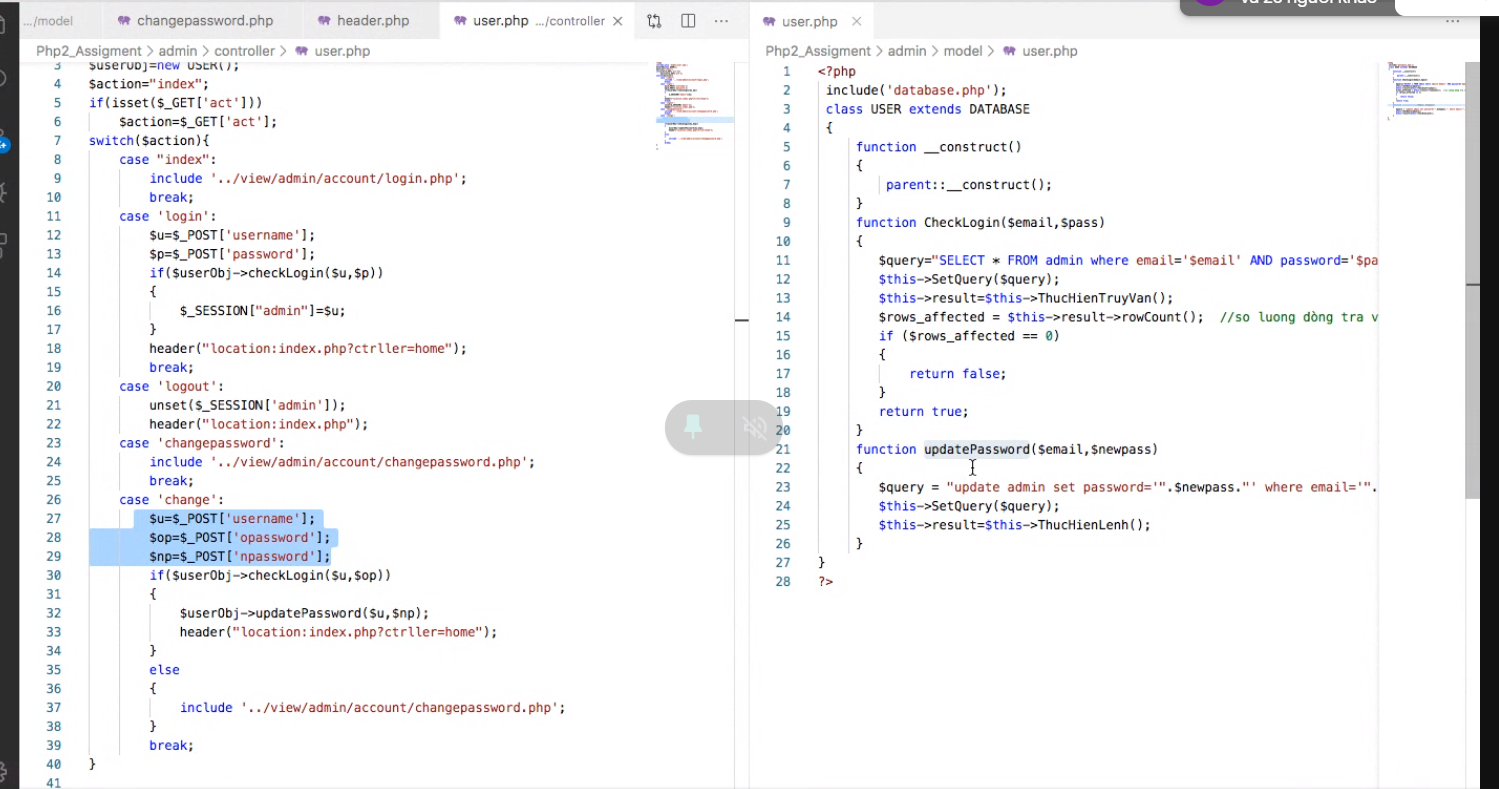 .../model
changepassword.php
header.php
user.php .../controller
Php2_Assigment > admin > controller > user.php
3 $userObj=new USER();
4 $action="index";
5 if(isset($_GET['act']))
6 $action=$_GET['act'];
7 switch($action){
8 case "index":
9 include '../view/admin/account/login.php';
10 break;
11 case 'login':
12 $u=$_POST['username'];
13 $p=$_POST['password'];
14 if($userObj->checkLogin($u,$p))
15 {
16 $_SESSION["admin"]=$u;
17 }
18 header("location:index.php?ctrller=home");
19 break;
20 case 'logout':
21 unset($_SESSION['admin']);
22 header("location:index.php");
23 case 'changepassword':
24 include '../view/admin/account/changepassword.php';
25 break;
26 case 'change':
27 $u=$_POST['username'];
28 $op=$_POST['opassword'];
29 $np=$_POST['npassword'];
30 if($userObj->checkLogin($u,$op))
31 {
32 $userObj->updatePassword($u,$np);
33 header("location:index.php?ctrller=home");
34 }
35 else
36 {
37 include '../view/admin/account/changepassword.php';
38 }
39 break;
40 }
41
user.php
Php2_Assigment > admin > model > user.php
1 <?php
2 include('database.php');
3 class USER extends DATABASE
4 {
5 function __construct()
6 {
7 parent::__construct();
8 }
9 function CheckLogin($email,$pass)
10 {
11 $query="SELECT * FROM admin where email='$email' AND password='$pa
12 $this->SetQuery($query);
13 $this->result=$this->ThucHienTruyVan();
14 $rows_affected = $this->result->rowCount(); //so luong dòng tra v
15 if ($rows_affected == 0)
16 {
17 return false;
18 }
19 return true;
20 }
21 function updatePassword($email,$newpass)
22 {
23 $query = "update admin set password='".$newpass."' where email='".
24 $this->SetQuery($query);
25 $this->result=$this->ThucHienLenh();
26 }
27 }
28 ?>